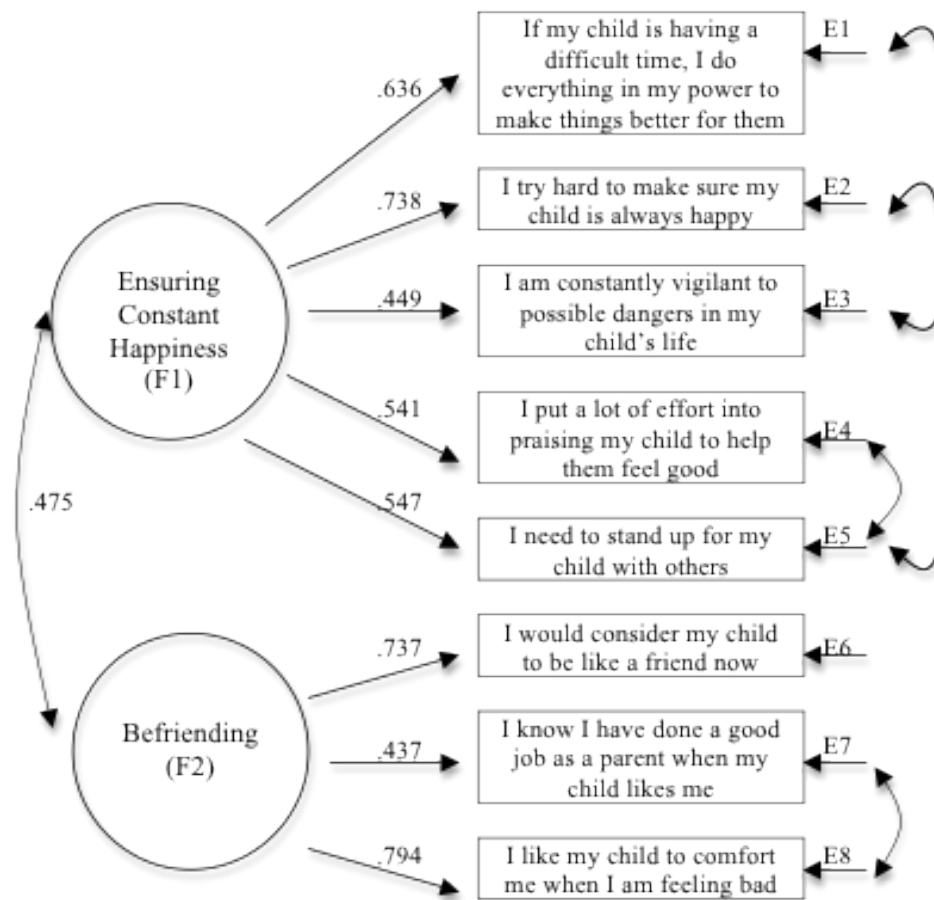 If my child is having a
difficult time, I do
everything in my power to
make things better for them
E1
.636
I try hard to make sure my
child is always happy
E2
.738
Ensuring
Constant
Happiness
(F1)
I am constantly vigilant to
possible dangers in my
child's life
E3
.449
I put a lot of effort into
praising my child to help
them feel good
E4
.541
.475
I need to stand up for my
child with others
E5
.547
I would consider my child
to be like a friend now
E6
.737
Befriending
(F2)
I know I have done a good
job as a parent when my
child likes me
E7
.437
I like my child to comfort
me when I am feeling bad
E8
.794